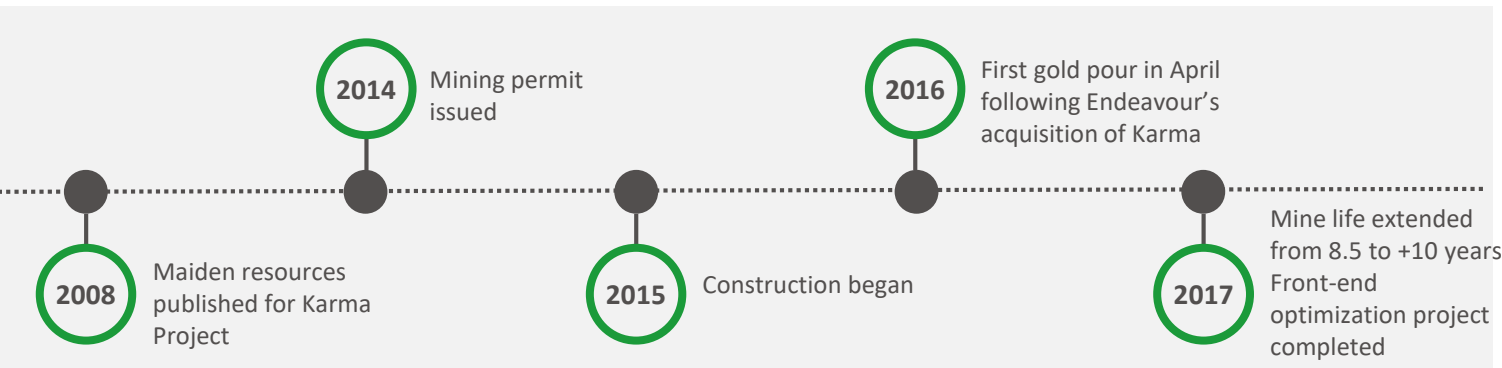 2008
Maiden resources
published for Karma
Project
2014
Mining permit
issued
2015
Construction began
2016
First gold pour in April
following Endeavour’s
acquisition of Karma
2017
Mine life extended
from 8.5 to +10 years
Front-end
optimization project
completed